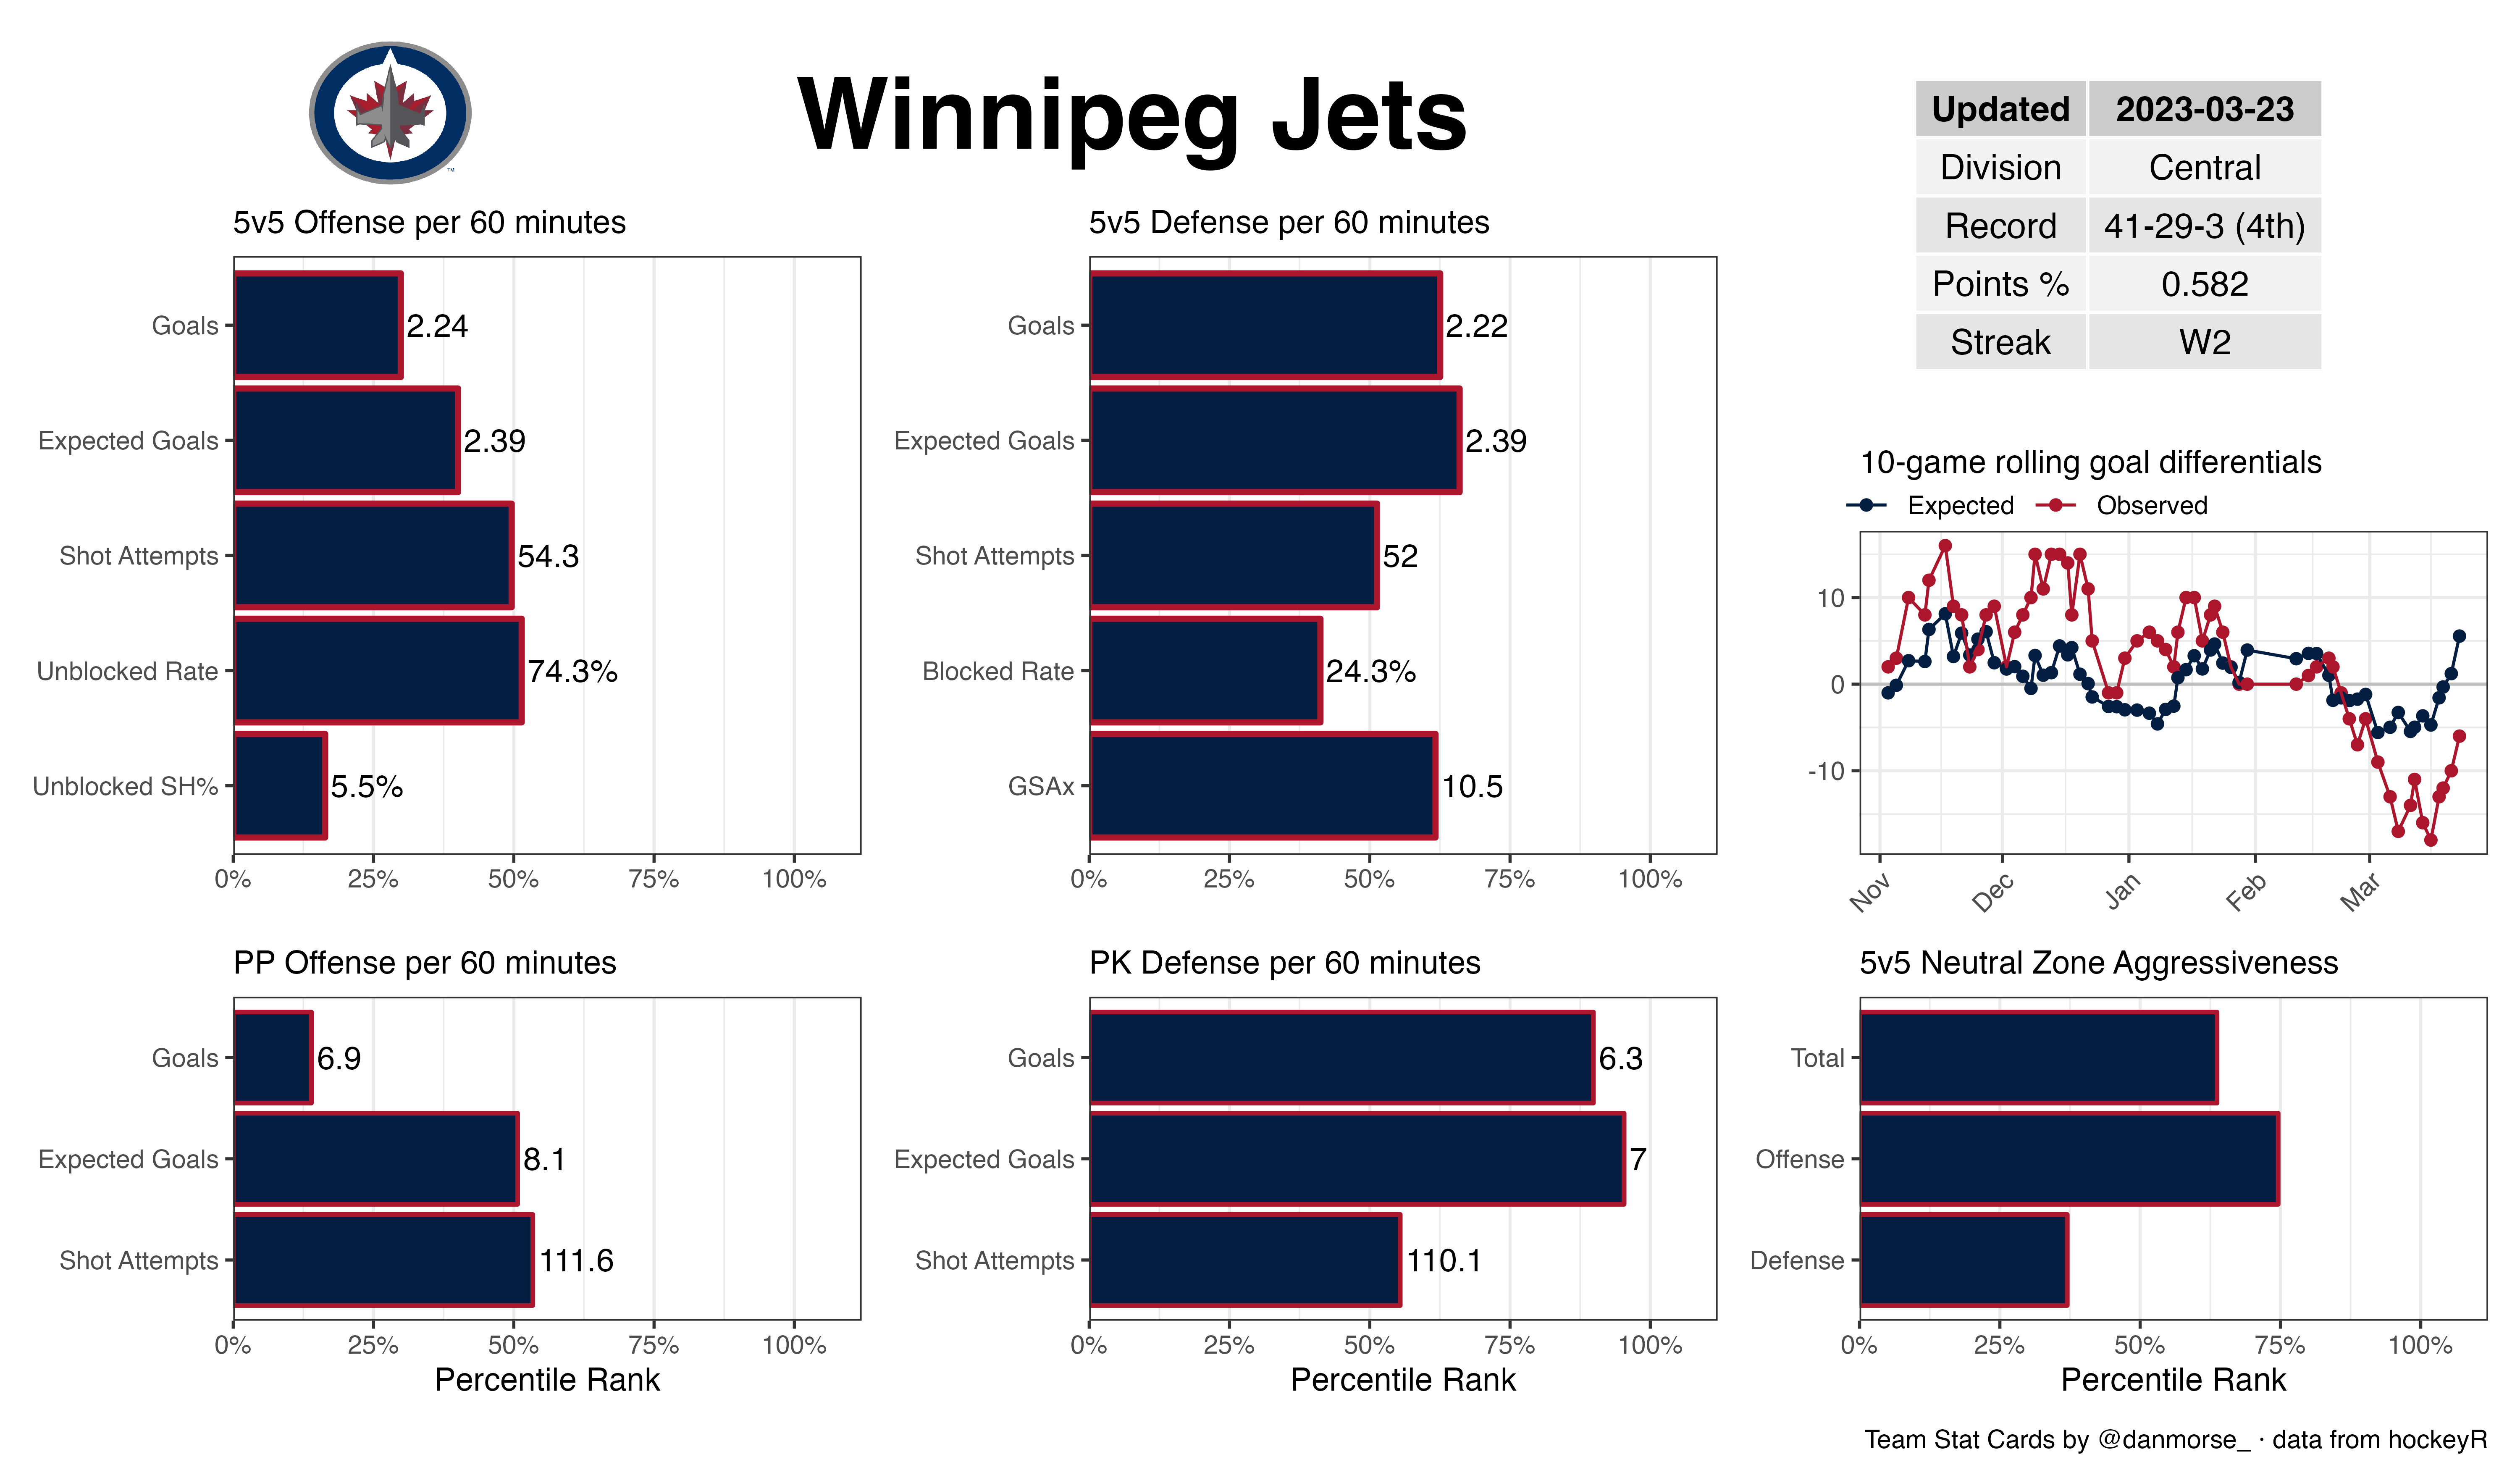 Winnipeg Jets
TM
Updated 2023-03-23
Division Central
Record 41-29-3 (4th)
Points % 0.582
Streak W2
5v5 Offense per 60 minutes
Goals 2.24
Expected Goals 2.39
Shot Attempts 54.3
Unblocked Rate 74.3%
Unblocked SH% 5.5%
0% 25% 50% 75% 100%
5v5 Defense per 60 minutes
Goals 2.22
Expected Goals 2.39
Shot Attempts 52
Blocked Rate 24.3%
GSAx 10.5
0% 25% 50% 75% 100%
10-game rolling goal differentials
Expected Observed
10
0
-10
Nov Dec Jan Feb Mar
PP Offense per 60 minutes
Goals 6.9
Expected Goals 8.1
Shot Attempts 111.6
0% 25% 50% 75% 100%
Percentile Rank
PK Defense per 60 minutes
Goals 6.3
Expected Goals 7
Shot Attempts 110.1
0% 25% 50% 75% 100%
Percentile Rank
5v5 Neutral Zone Aggressiveness
Total
Offense
Defense
0% 25% 50% 75% 100%
Percentile Rank
Team Stat Cards by @danmorse_ · data from hockeyR